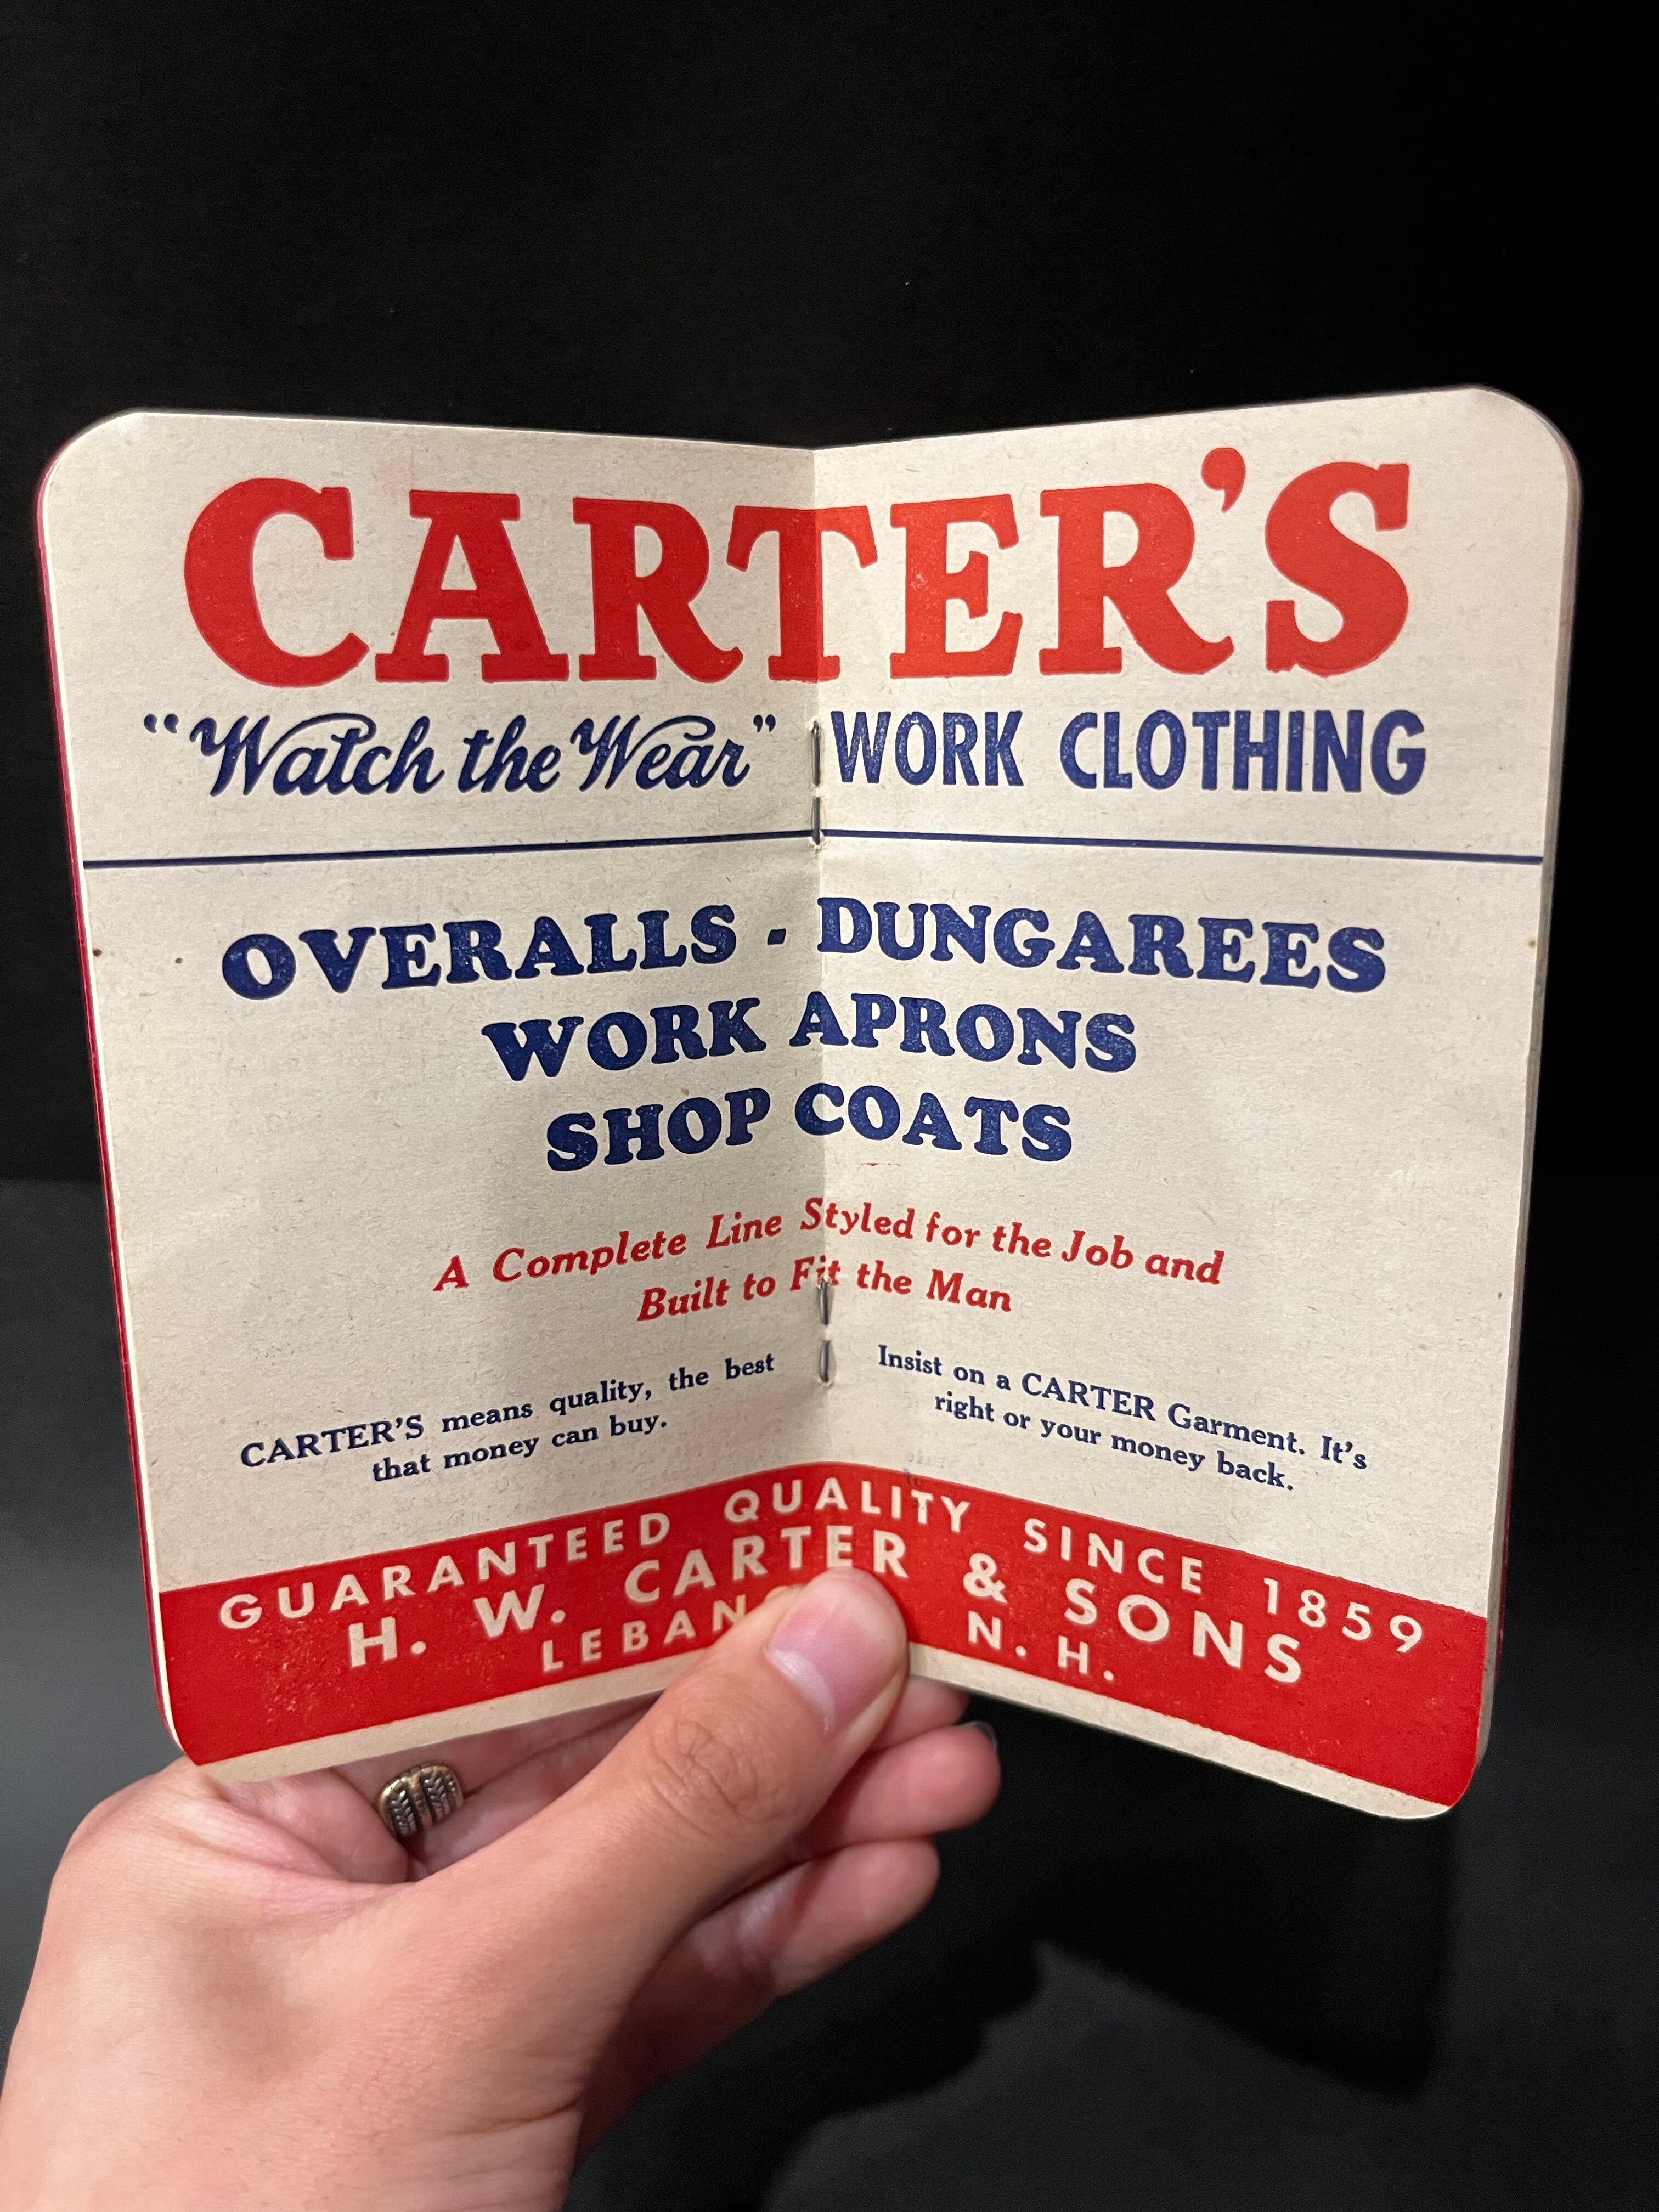 CARTER'S
"Watch the Wear" WORK CLOTHING
OVERALLS - DUNGAREES
WORK APRONS
SHOP COATS
A Complete Line Styled for the Job and
Built to Fit the Man
CARTER'S means quality, the best
that money can buy.
Insist on a CARTER Garment. It's
right or your money back.
GUARANTEED QUALITY SINCE 1859
H. W. CARTER & SONS
N. H.